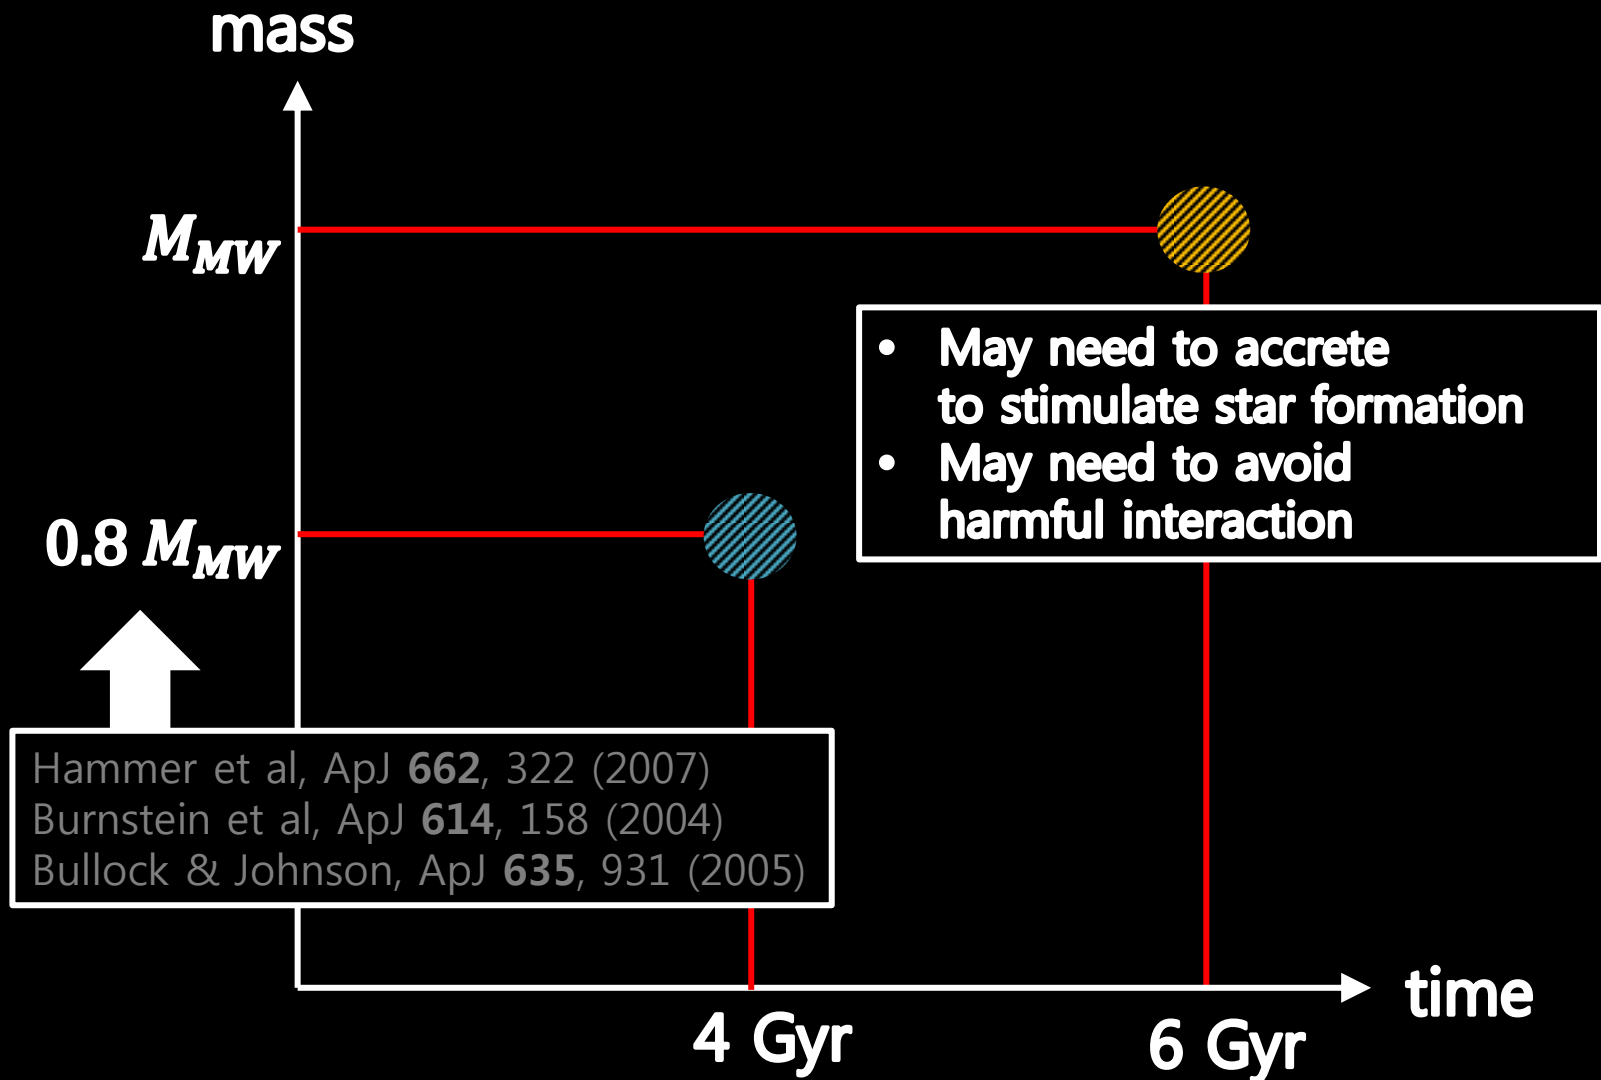 mass
M_MW
• May need to accrete
to stimulate star formation
• May need to avoid
harmful interaction
0.8 M_MW
Hammer et al, ApJ 662, 322 (2007)
Burnstein et al, ApJ 614, 158 (2004)
Bullock & Johnson, ApJ 635, 931 (2005)
time
4 Gyr
6 Gyr